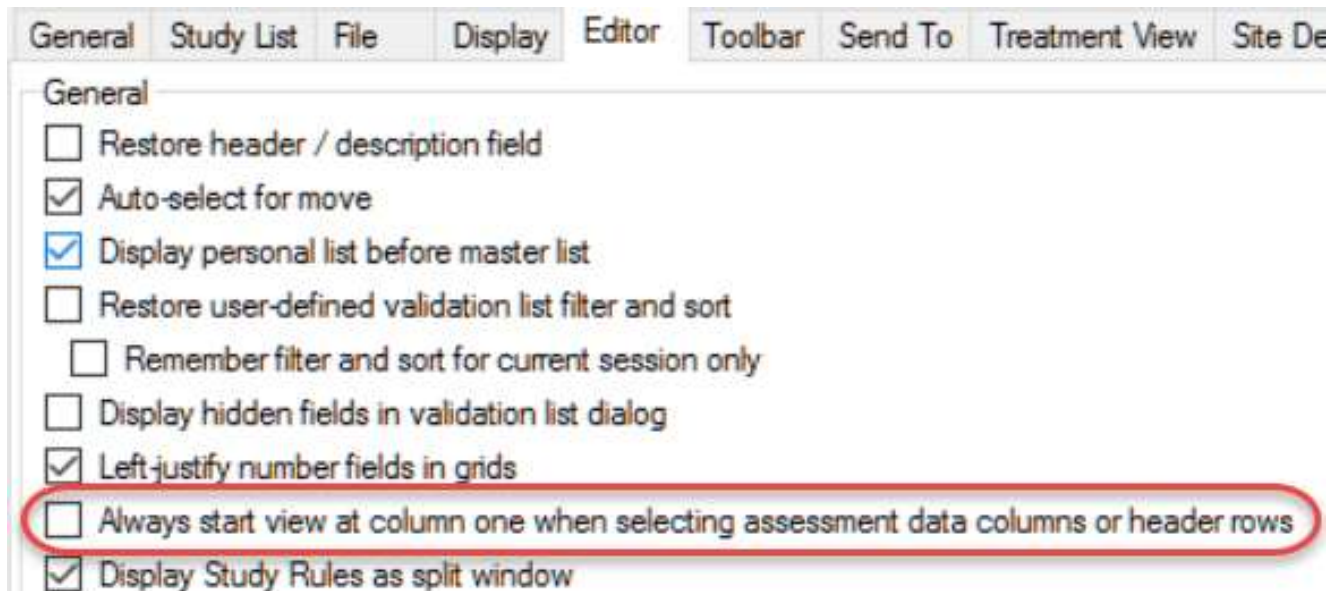 General Study List File Display Editor Toolbar Send To Treatment View Site De
General
Restore header / description field
Auto-select for move
Display personal list before master list
Restore user-defined validation list filter and sort
Remember filter and sort for current session only
Display hidden fields in validation list dialog
Left-justify number fields in grids
Always start view at column one when selecting assessment data columns or header rows
Display Study Rules as split window